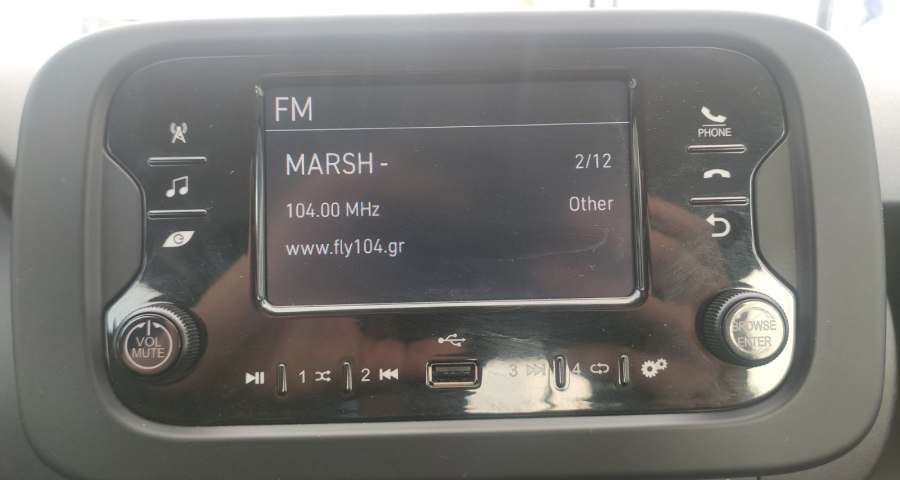 FM
MARSH - 2/12
104.00 MHz Other
www.fly104.gr
PHONE
VOL
MUTE
BROWSE
ENTER
1 2 3 4